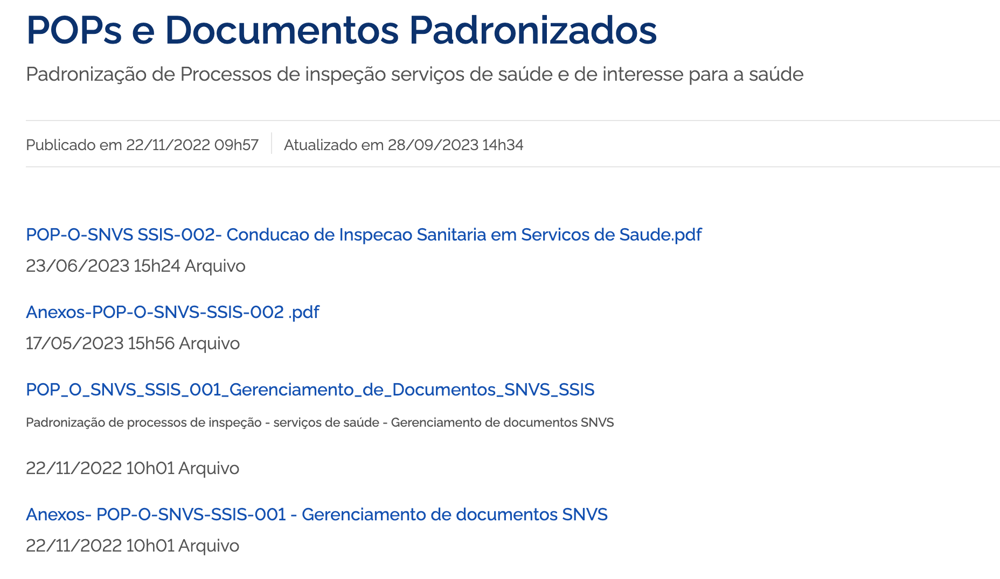 POPs e Documentos Padronizados
Padronização de Processos de inspeção serviços de saúde e de interesse para a saúde
Publicado em 22/11/2022 09h57 Atualizado em 28/09/2023 14h34
POP-O-SNVS SSIS-002- Conducao de Inspecao Sanitaria em Servicos de Saude.pdf
23/06/2023 15h24 Arquivo
Anexos-POP-O-SNVS-SSIS-002 .pdf
17/05/2023 15h56 Arquivo
POP_O_SNVS_SSIS_001_Gerenciamento_de_Documentos_SNVS_SSIS
Padronização de processos de inspeção - serviços de saúde - Gerenciamento de documentos SNVS
22/11/2022 10h01 Arquivo
Anexos- POP-O-SNVS-SSIS-001 - Gerenciamento de documentos SNVS
22/11/2022 10h01 Arquivo